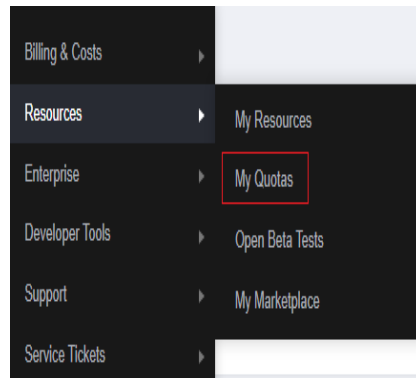 Billing & Costs
Resources
Enterprise
Developer Tools
Support
Service Tickets
My Resources
My Quotas
Open Beta Tests
My Marketplace